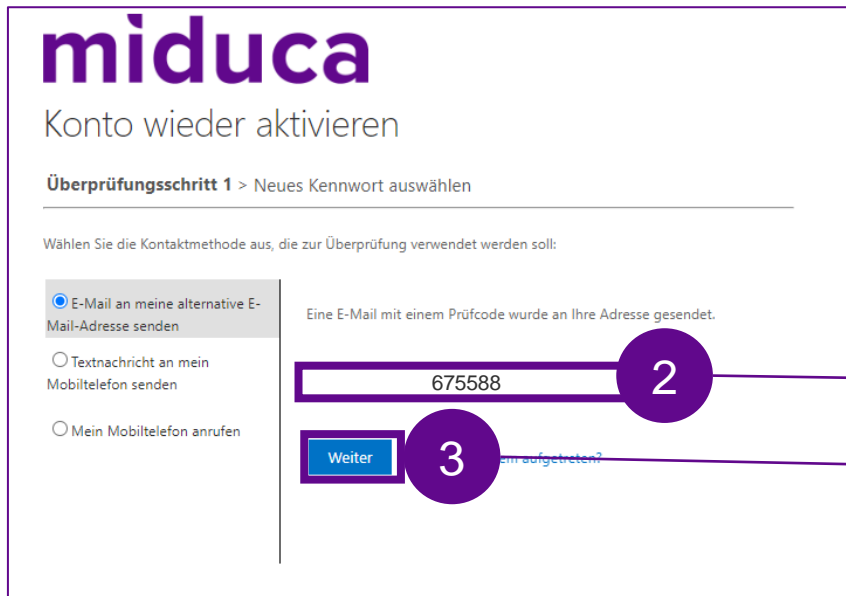 miduca
Konto wieder aktivieren
Überprüfungsschritt 1 > Neues Kennwort auswählen
Wählen Sie die Kontaktmethode aus, die zur Überprüfung verwendet werden soll:
E-Mail an meine alternative E-
Mail-Adresse senden
Eine E-Mail mit einem Prüfcode wurde an Ihre Adresse gesendet.
Textnachricht an mein
Mobiltelefon senden
675588
2
Mein Mobiltelefon anrufen
Weiter
3
aufgetreten?